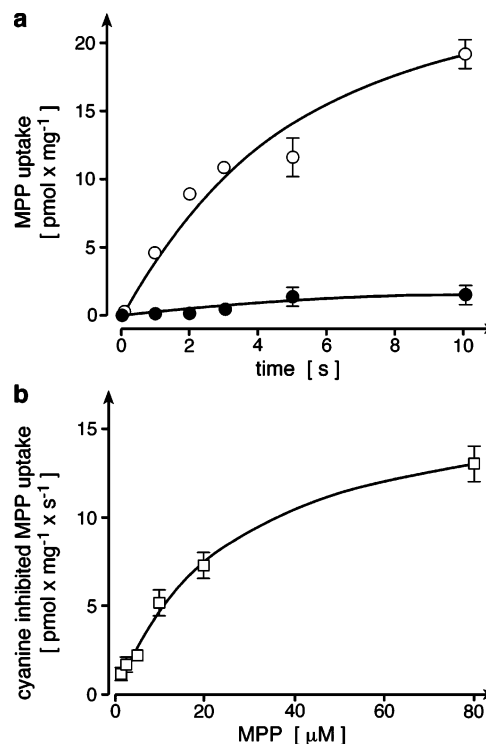 a
MPP uptake
[ pmol x mg-1 ]
20
15
10
5
0
0 2 4 6 8 10
time [ s ]
b
cyanine inhibited MPP uptake
[ pmol x mg-1 x s-1 ]
15
10
5
0
0 20 40 60 80
MPP [ μM ]